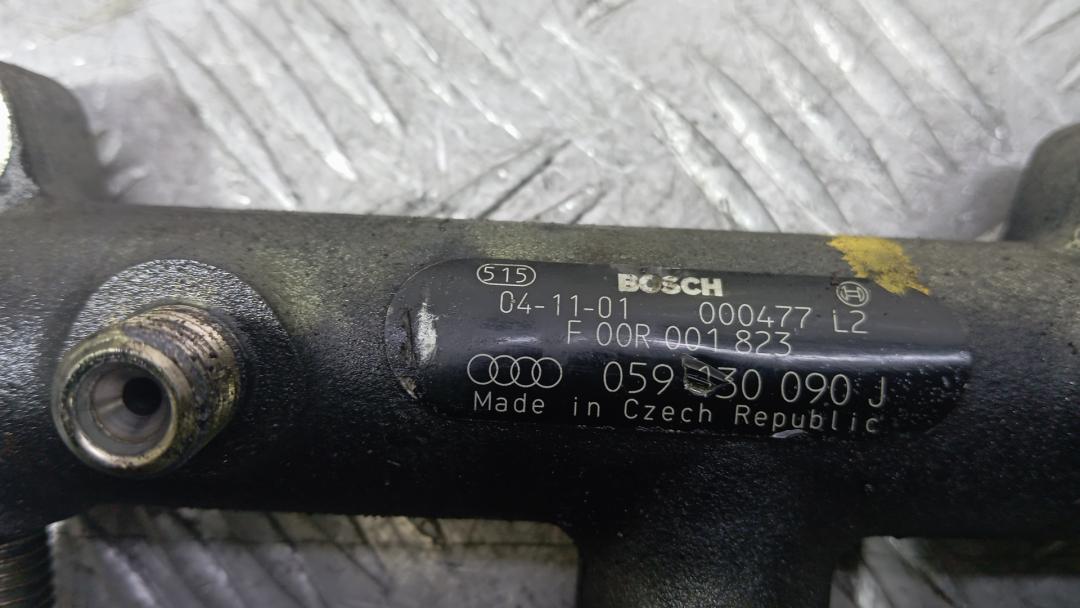 515 BOSCH
04-11-01 000477 L2
F 00R 001 823
059 130 090 J
Made in Czech Republic